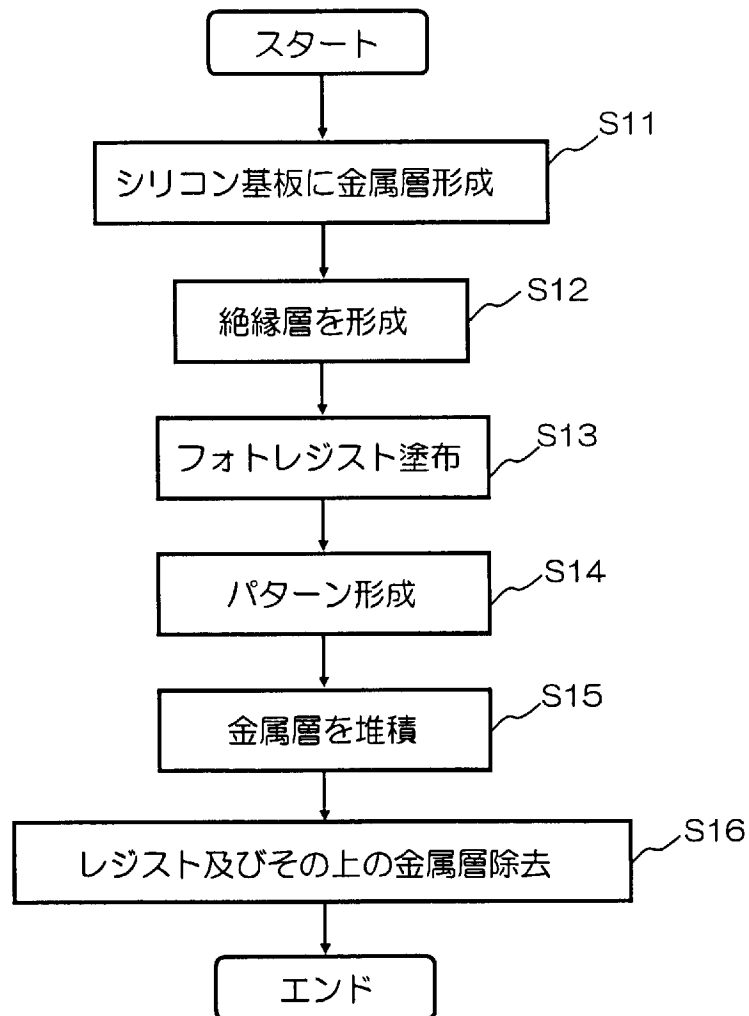 スタート
S11
シリコン基板に金属層形成
S12
絶縁層を形成
S13
フォトレジスト塗布
S14
パターン形成
S15
金属層を堆積
S16
レジスト及びその上の金属層除去
エンド